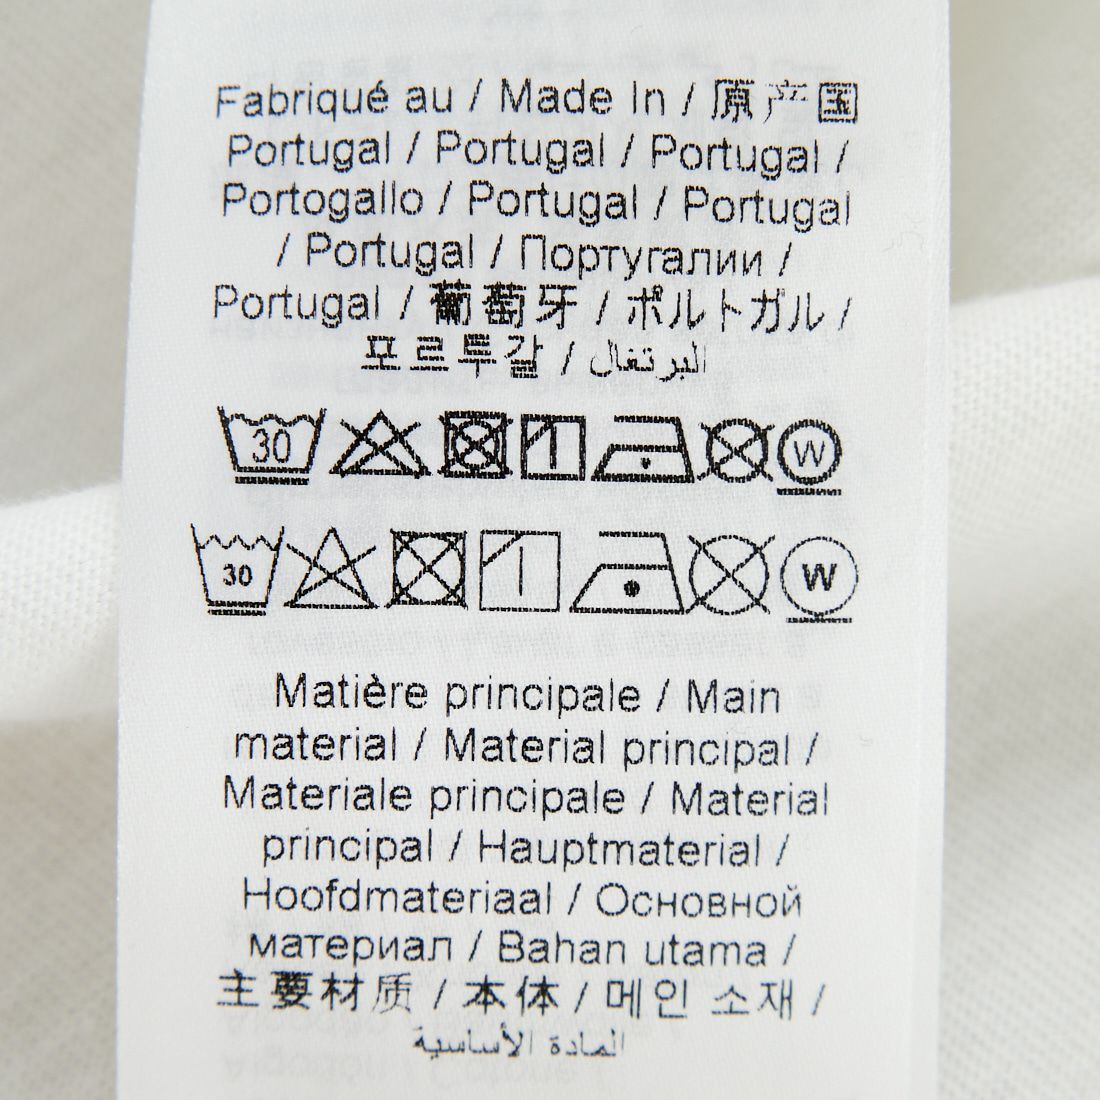 Fabriqué au / Made In / 原产国
Portugal / Portugal / Portugal /
Portogallo / Portugal / Portugal
/ Portugal / Португалии /
Portugal / 葡萄牙 / ポルトガル /
포르투갈 / البرتغال
30 W
30 W
Matière principale / Main
material / Material principal /
Materiale principale / Material
principal / Hauptmaterial /
Hoofdmateriaal / Основной
материал / Bahan utama /
主要材质 / 本体 / 메인 소재 /
المادة الأساسية